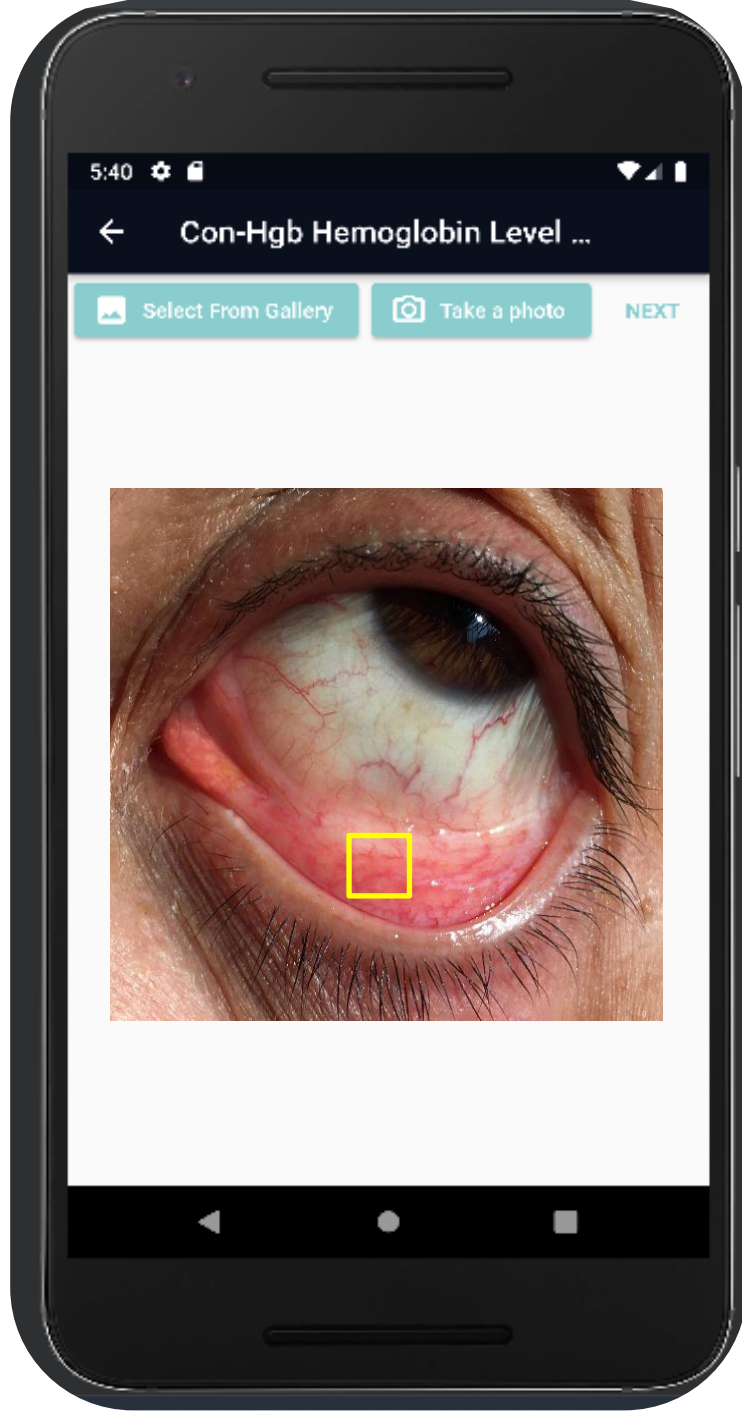 5:40
Con-Hgb Hemoglobin Level ...
Select From Gallery
Take a photo
NEXT